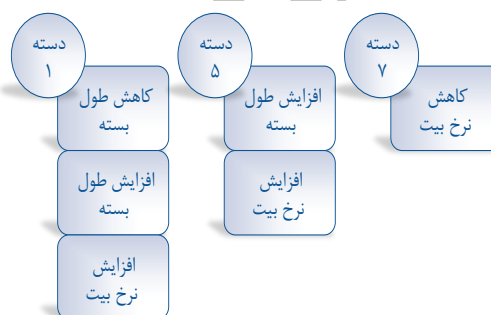 دسته
۷
کاهش
نرخ بیت
دسته
۵
افزایش طول
بسته
افزایش
نرخ بیت
دسته
۱
کاهش طول
بسته
افزایش طول
بسته
افزایش
نرخ بیت